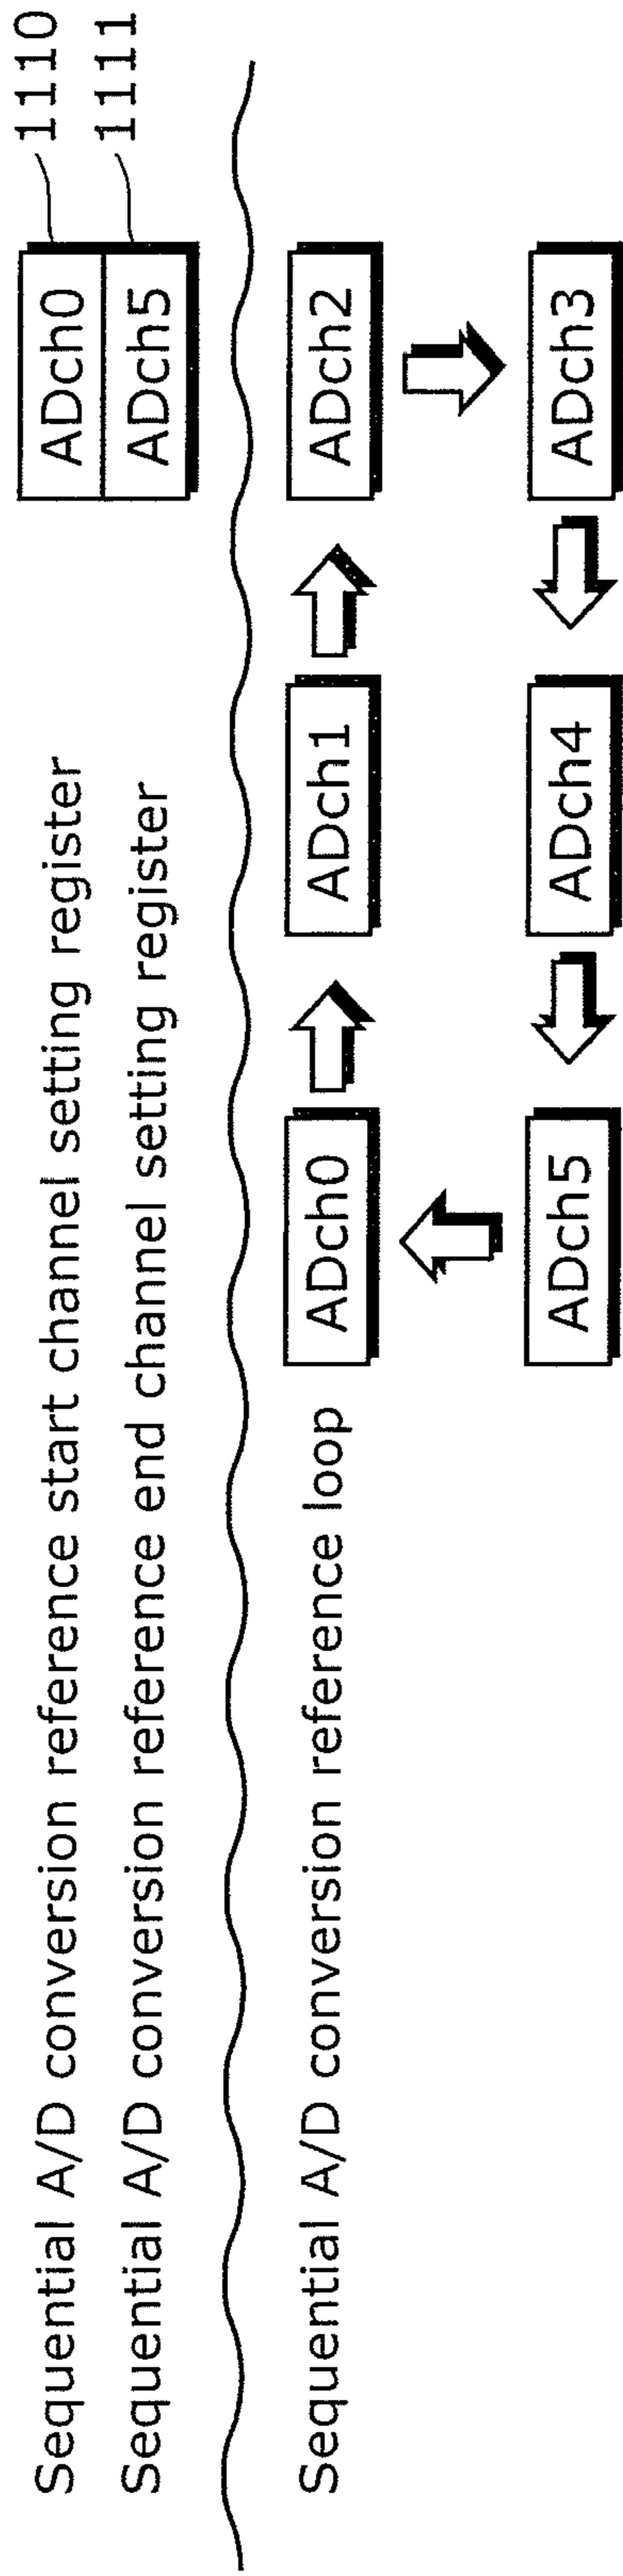 Sequential A/D conversion reference start channel setting register ADch0 1110
Sequential A/D conversion reference end channel setting register ADch5 1111
Sequential A/D conversion reference loop ADch0 ADch1 ADch2
ADch5 ADch4 ADch3